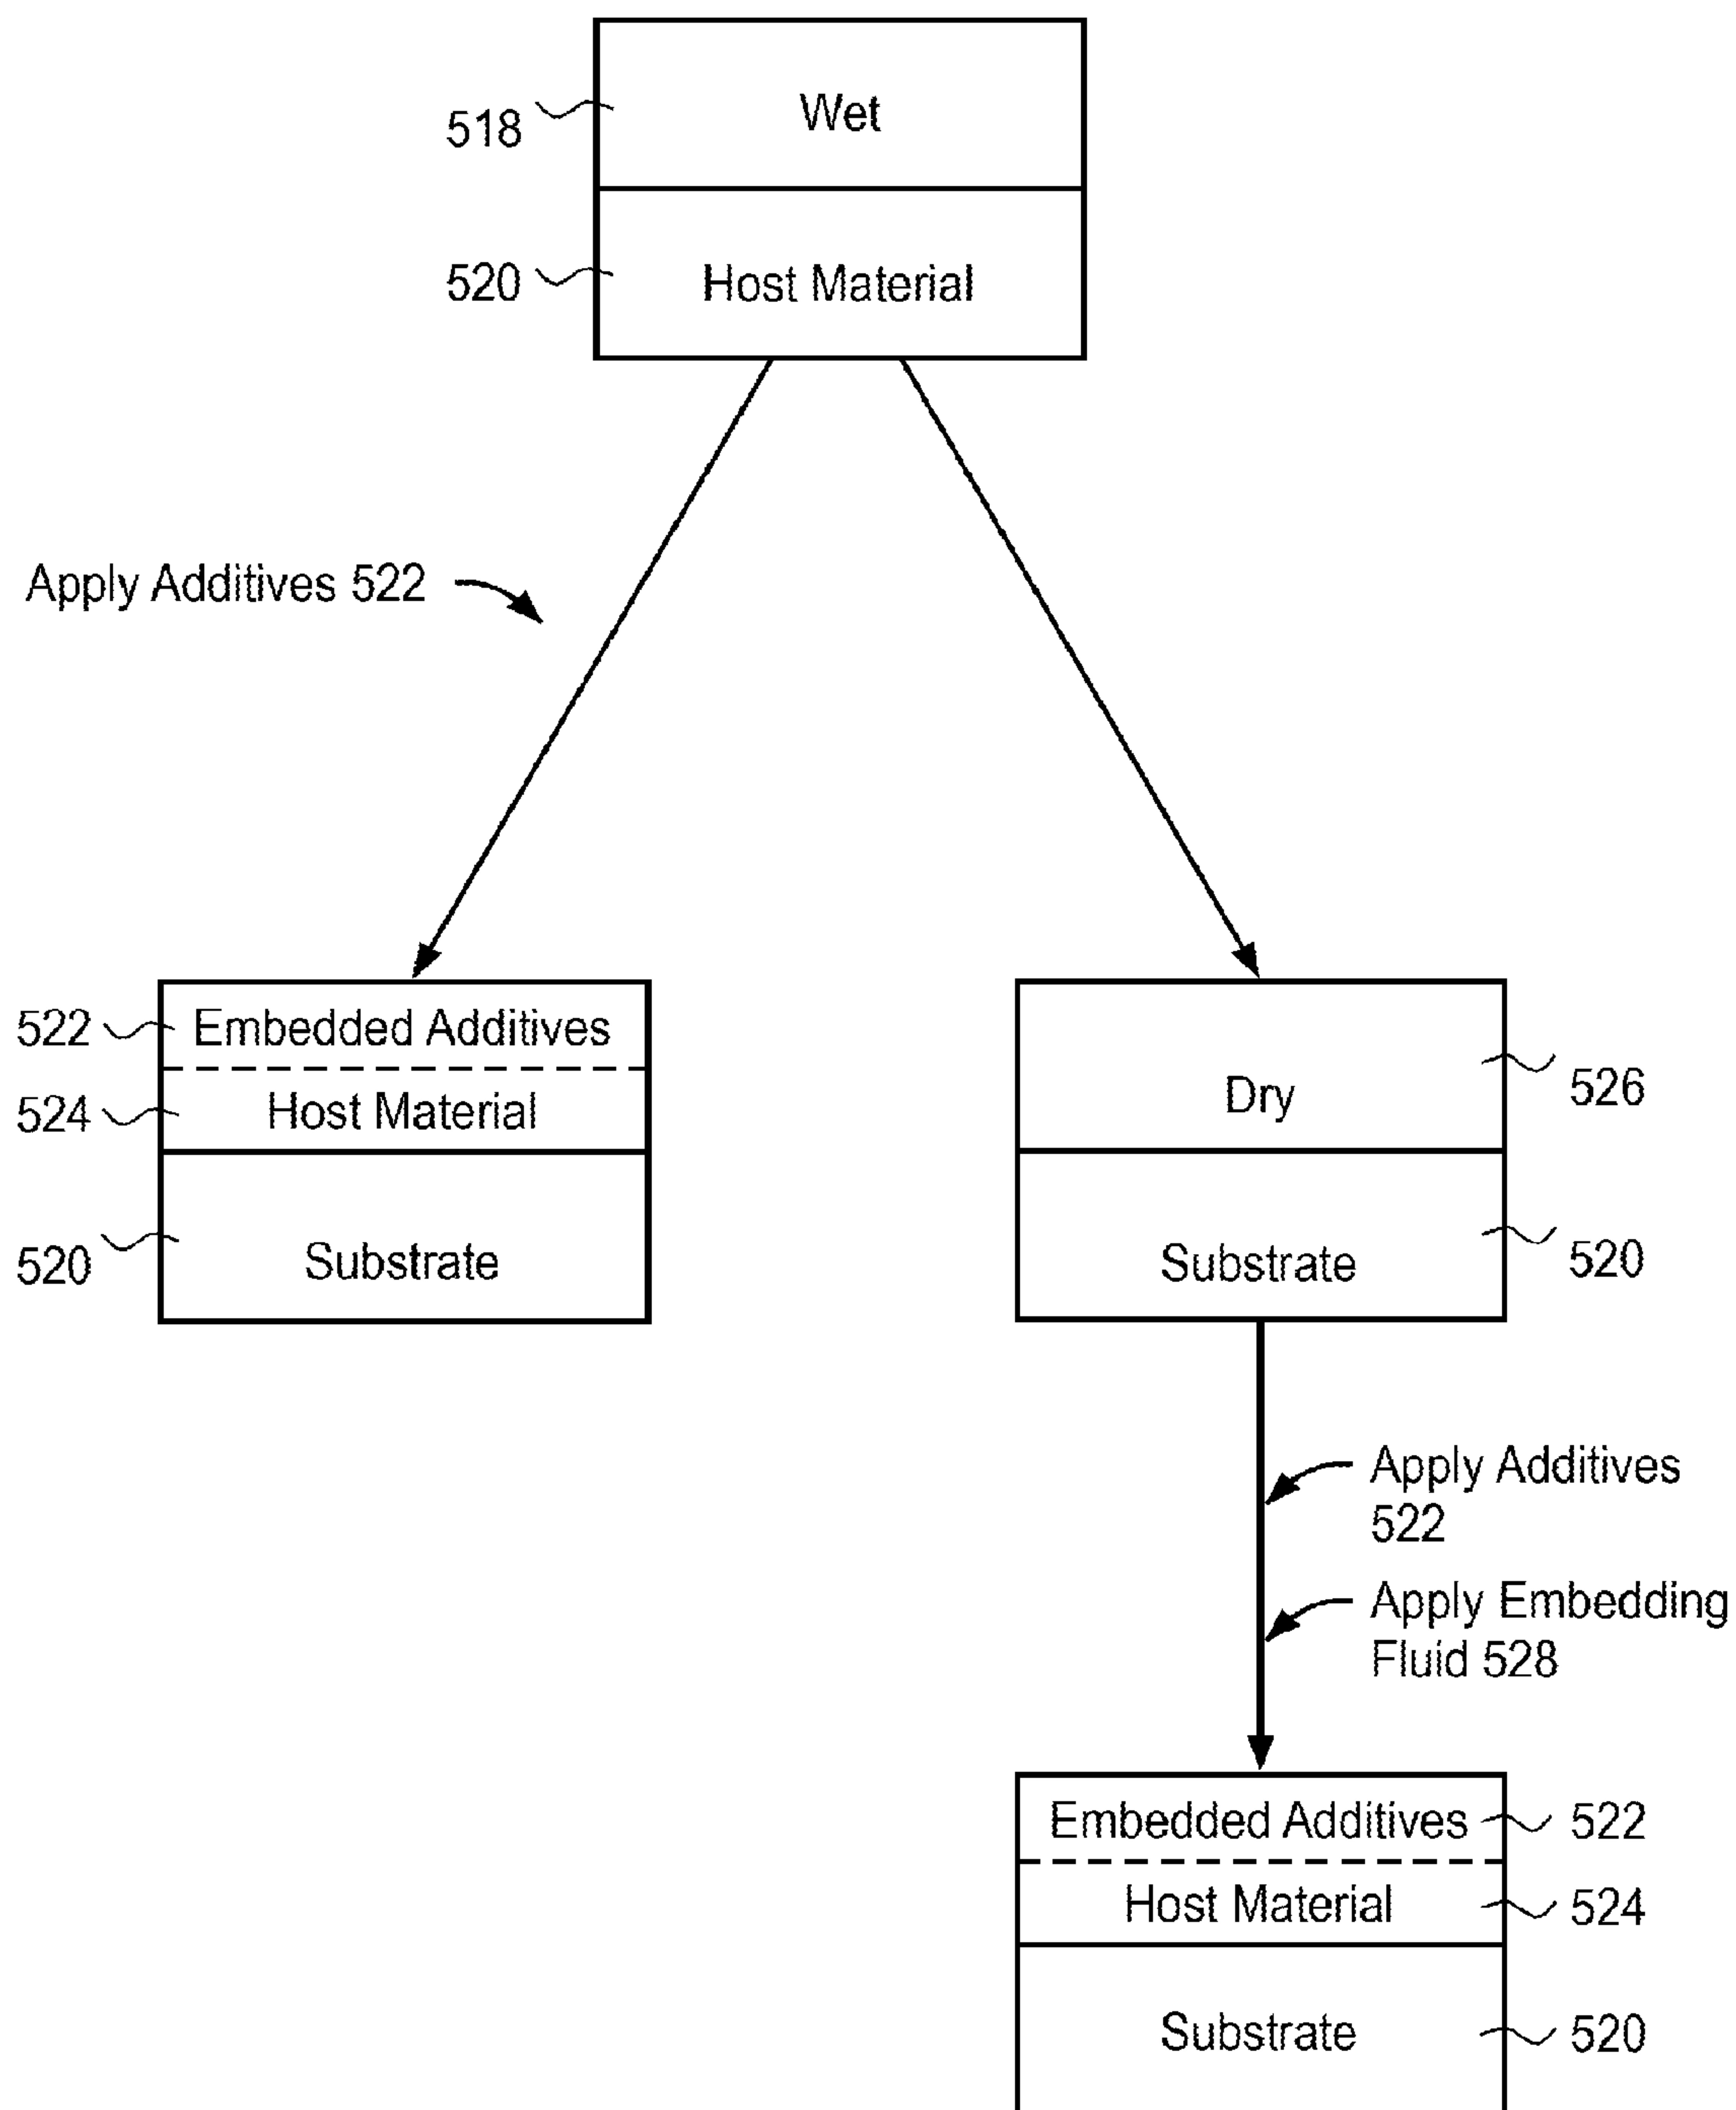 518
Wet
520
Host Material
Apply Additives 522
522
Embedded Additives
524
Host Material
520
Substrate
Dry
526
Substrate
520
Apply Additives
522
Apply Embedding
Fluid 528
Embedded Additives
522
Host Material
524
Substrate
520